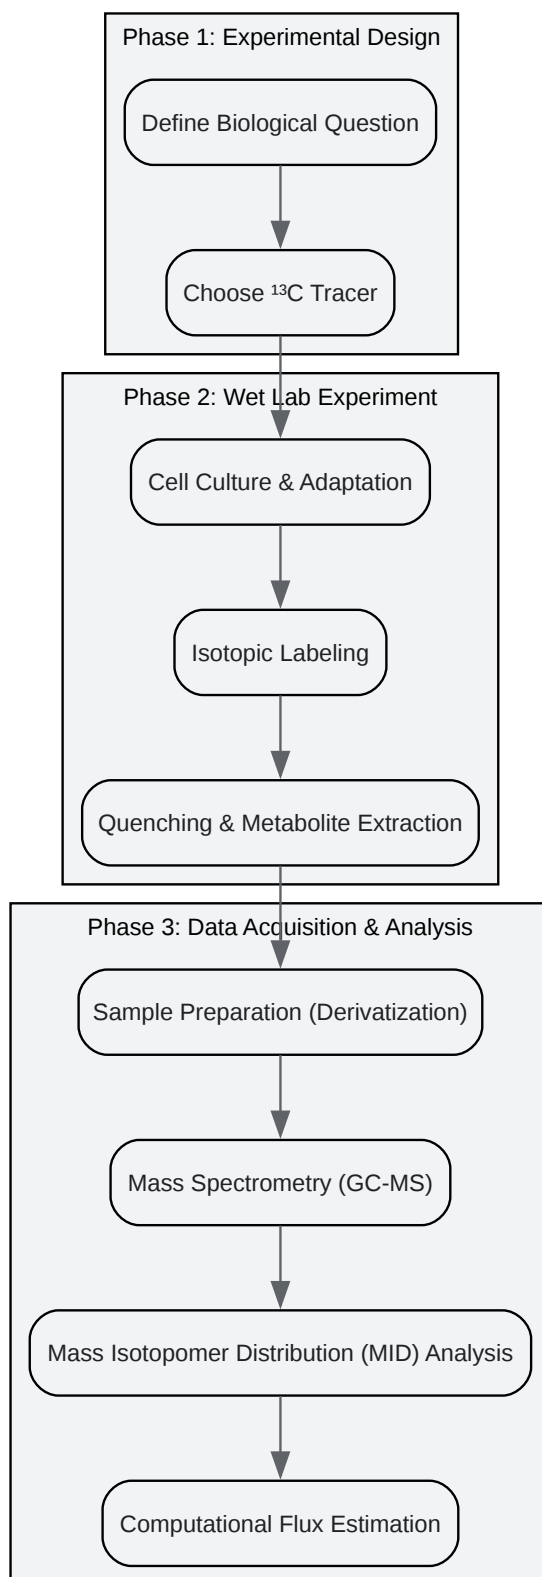 Phase 1: Experimental Design
Define Biological Question
Choose ¹³C Tracer
Phase 2: Wet Lab Experiment
Cell Culture & Adaptation
Isotopic Labeling
Quenching & Metabolite Extraction
Phase 3: Data Acquisition & Analysis
Sample Preparation (Derivatization)
Mass Spectrometry (GC-MS)
Mass Isotopomer Distribution (MID) Analysis
Computational Flux Estimation